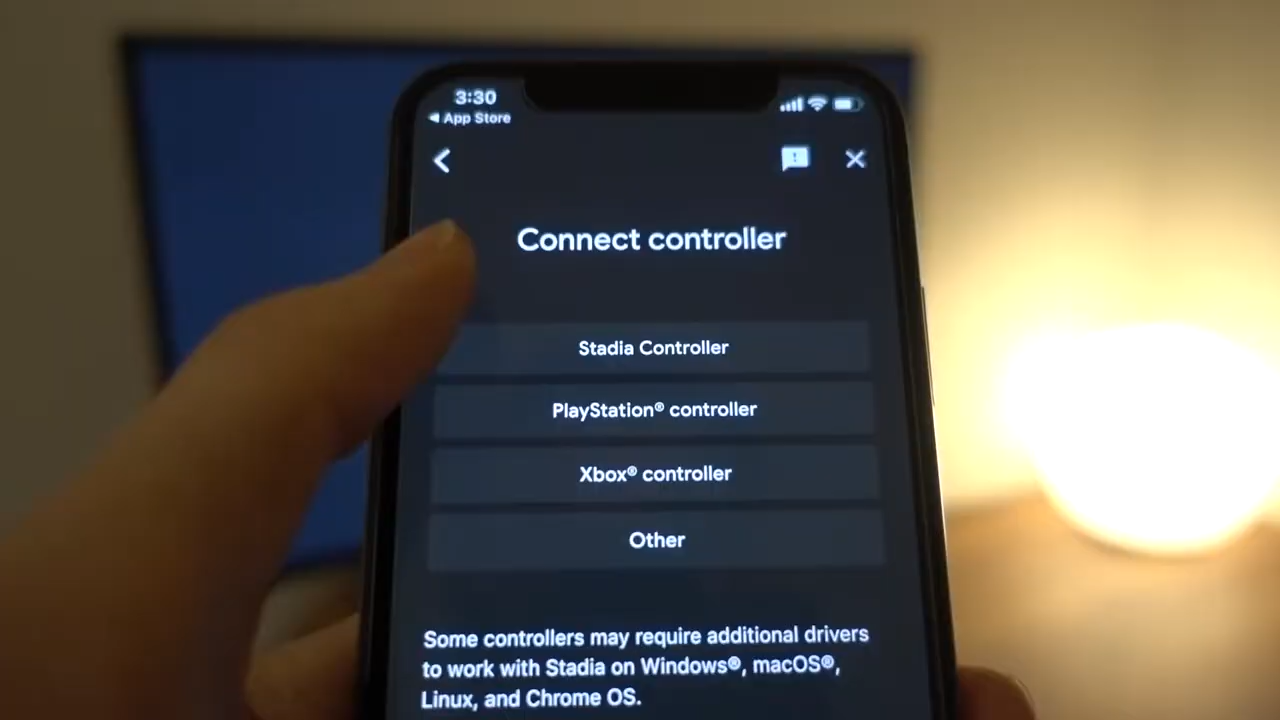 3:30
◀ App Store
Connect controller
Stadia Controller
PlayStation® controller
Xbox® controller
Other
Some controllers may require additional drivers
to work with Stadia on Windows®, macOS®,
Linux, and Chrome OS.